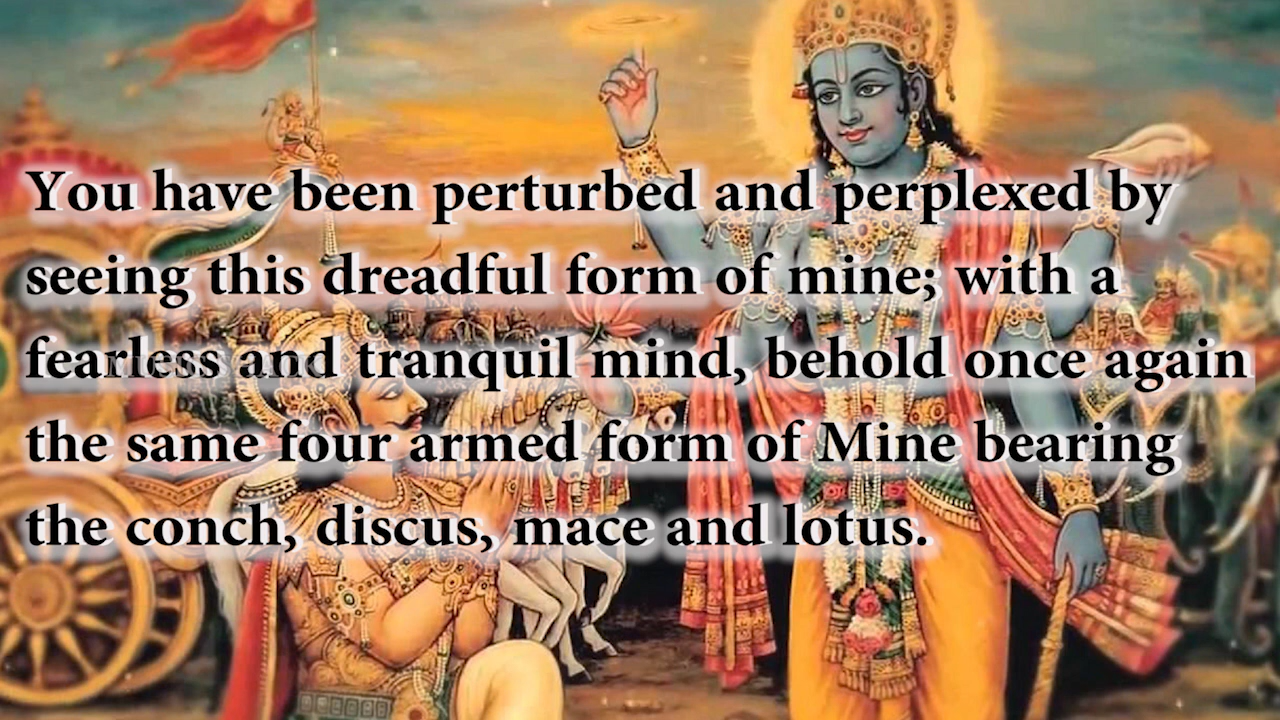 You have been perturbed and perplexed by
seeing this dreadful form of mine; with a
fearless and tranquil mind, behold once again
the same four armed form of Mine bearing
the conch, discus, mace and lotus.